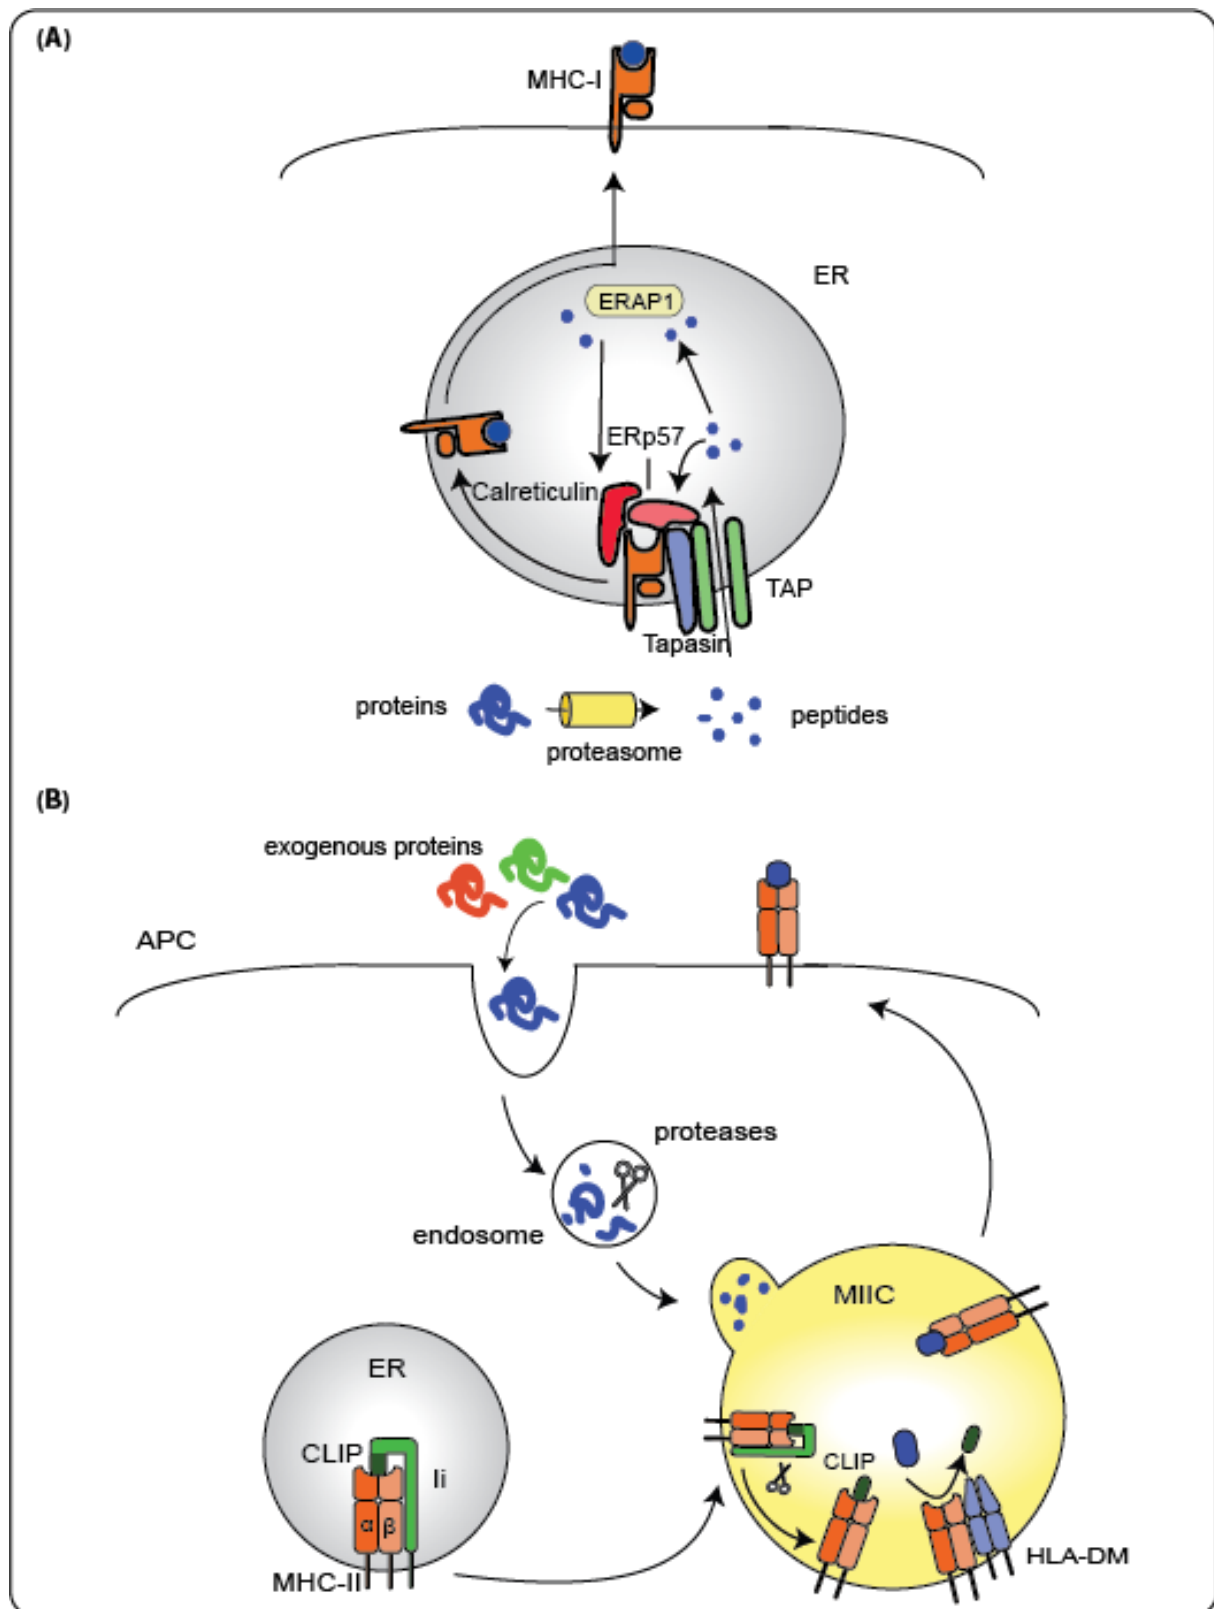 (A)
MHC-I
ER
ERAP1
ERp57
Calreticulin
TAP
Tapasin
proteins
peptides
proteasome
(B)
exogenous proteins
APC
proteases
endosome
MIIC
ER
CLIP
Ii
CLIP
α β
HLA-DM
MHC-II